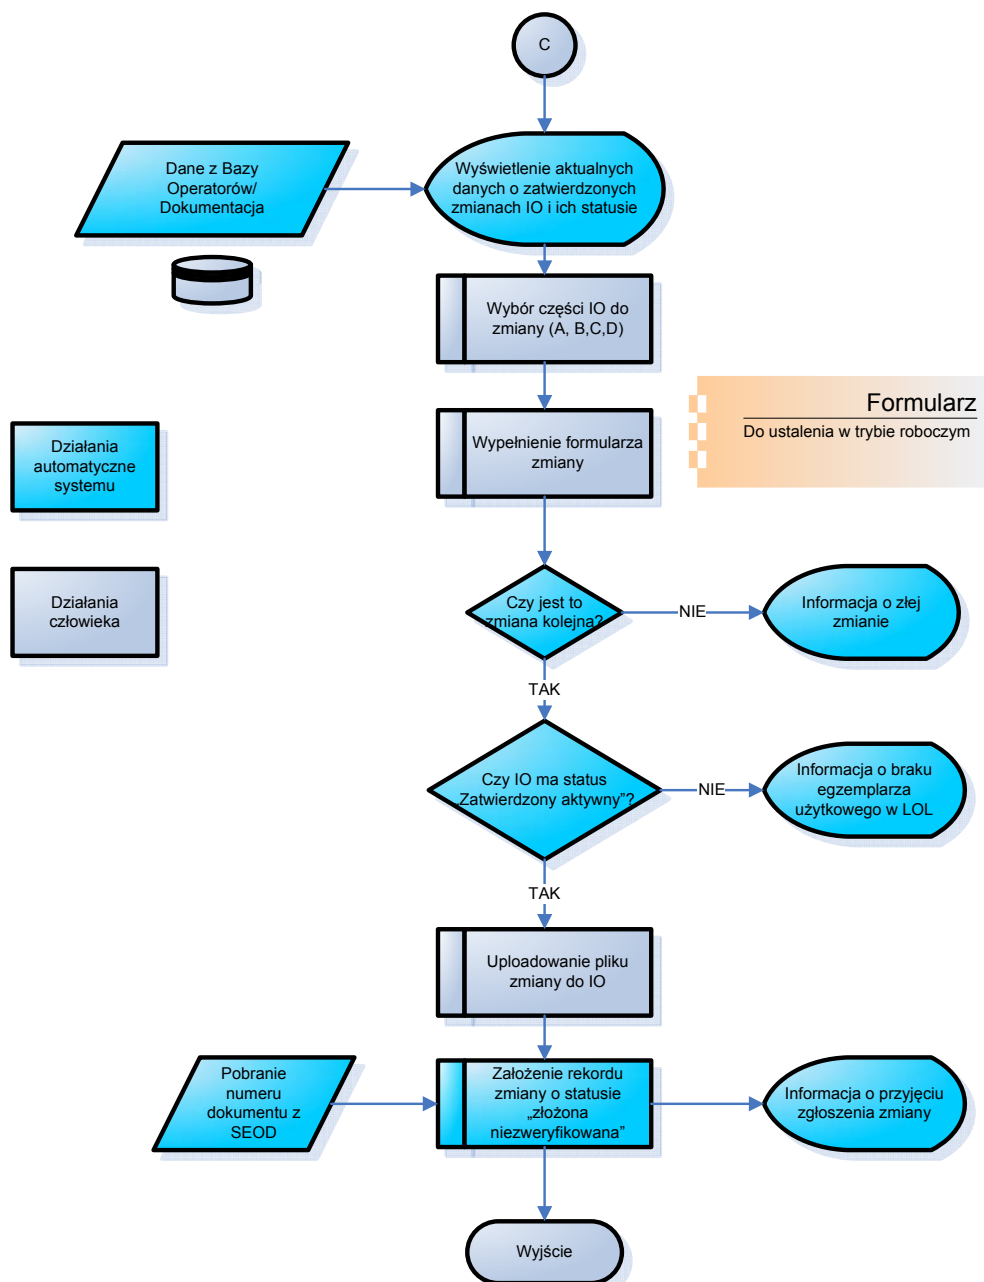 C
Dane z Bazy
Operatorów/
Dokumentacja
Wyświetlenie aktualnych
danych o zatwierdzonych
zmianach IO i ich statusie
Wybór części IO do
zmiany (A, B,C,D)
Formularz
Do ustalenia w trybie roboczym
Działania
automatyczne
systemu
Wypełnienie formularza
zmiany
Działania
człowieka
Czy jest to
zmiana kolejna?
NIE
Informacja o złej
zmianie
TAK
Czy IO ma status
„Zatwierdzony aktywny”?
NIE
Informacja o braku
egzemplarza
użytkowego w LOL
TAK
Uploadowanie pliku
zmiany do IO
Pobranie
numeru
dokumentu z
SEOD
Założenie rekordu
zmiany o statusie
„złożona
niezweryfikowana”
Informacja o przyjęciu
zgłoszenia zmiany
Wyjście